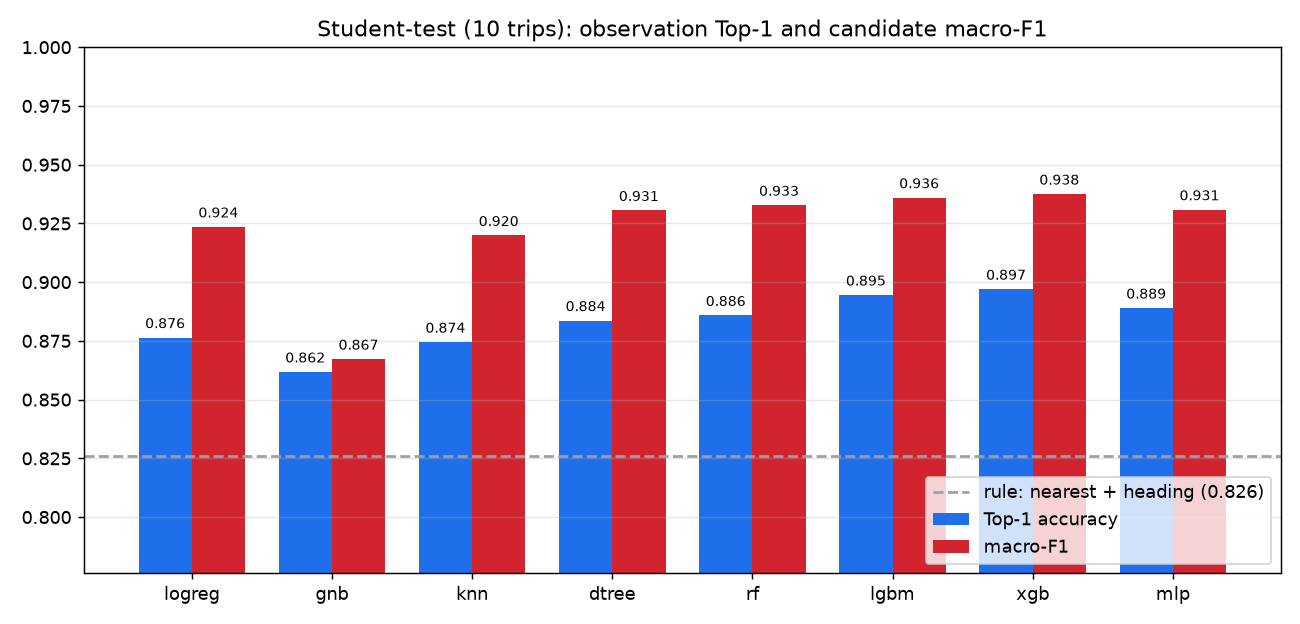 Student-test (10 trips): observation Top-1 and candidate macro-F1
1.000
0.975
0.950
0.925
0.900
0.875
0.850
0.825
0.800
0.876
0.924
0.862
0.867
0.874
0.920
0.884
0.931
0.886
0.933
0.895
0.936
0.897
0.938
0.889
0.931
rule: nearest + heading (0.826)
Top-1 accuracy
macro-F1
logreg
gnb
knn
dtree
rf
lgbm
xgb
mlp